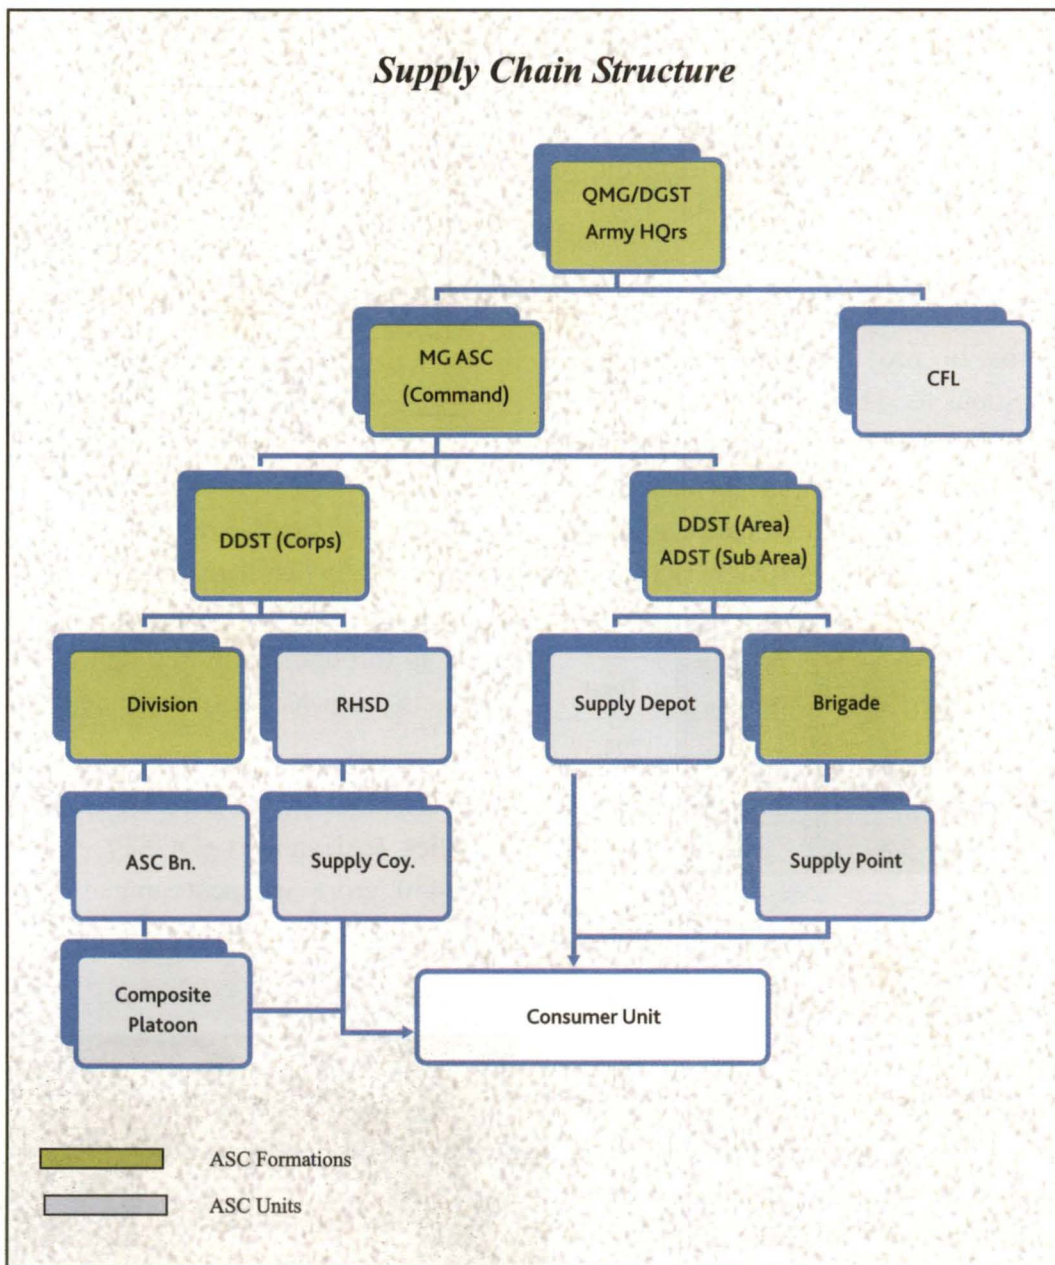 Supply Chain Structure
QMG/DGST
Army HQrs
MG ASC
(Command)
CFL
DDST (Corps)
DDST (Area)
ADST (Sub Area)
Division
RHSD
Supply Depot
Brigade
ASC Bn.
Supply Coy.
Supply Point
Composite
Platoon
Consumer Unit
ASC Formations
ASC Units